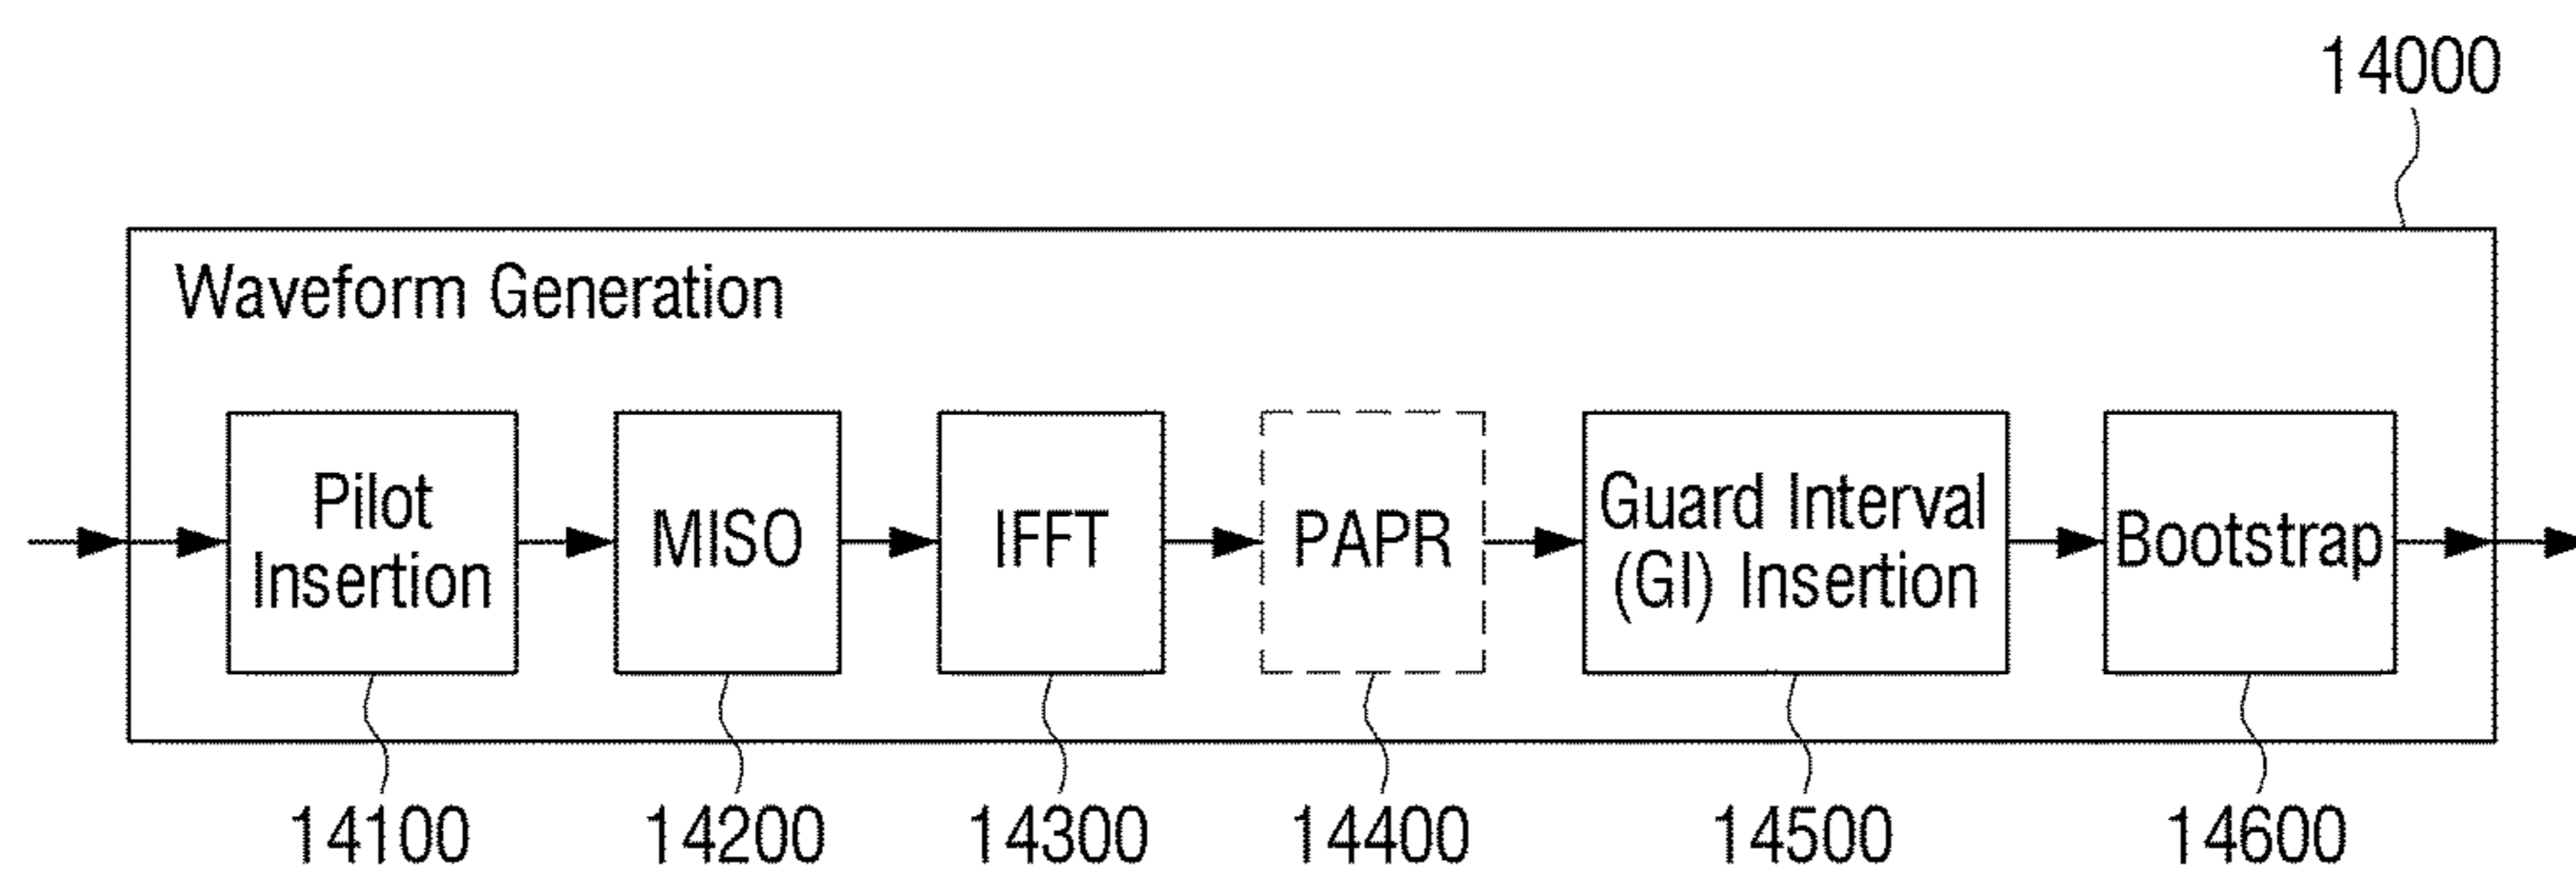 14000
Waveform Generation
Pilot
Insertion
MISO
IFFT
PAPR
Guard Interval
(GI) Insertion
Bootstrap
14100
14200
14300
14400
14500
14600